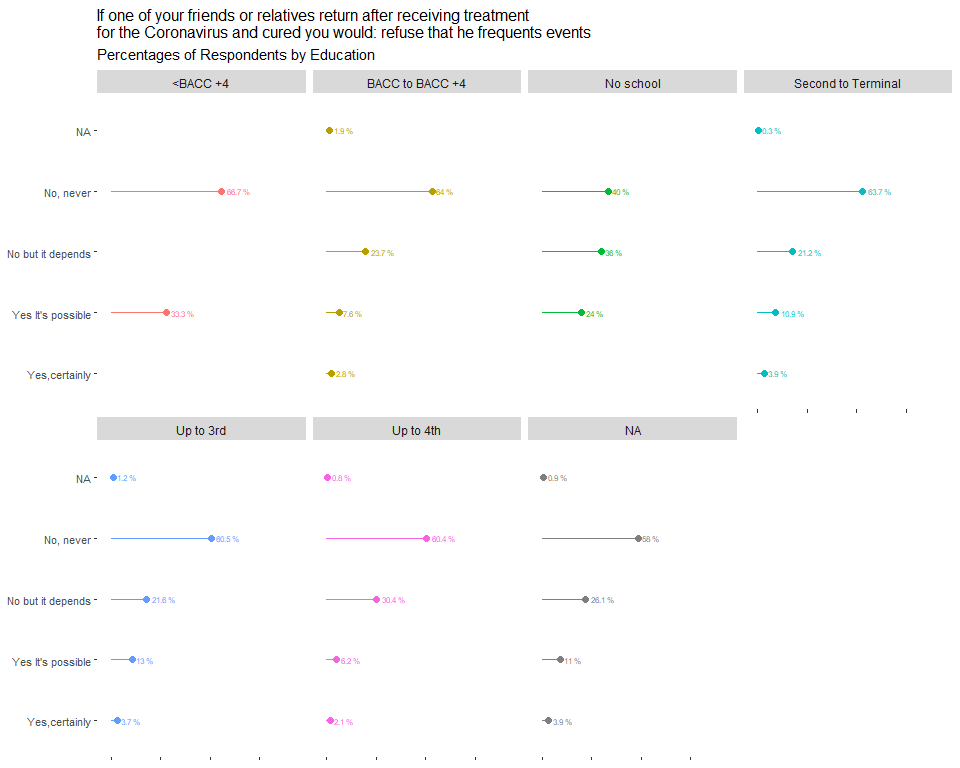 If one of your friends or relatives return after receiving treatment
for the Coronavirus and cured you would: refuse that he frequents events
Percentages of Respondents by Education
<BACC +4
BACC to BACC +4
No school
Second to Terminal
NA
1.9 %
0.3 %
No, never
66.7 %
64 %
40 %
63.7 %
No but it depends
23.7 %
36 %
21.2 %
Yes It's possible
33.3 %
7.6 %
24 %
10.9 %
Yes,certainly
2.8 %
3.9 %
Up to 3rd
Up to 4th
NA
NA
1.2 %
0.8 %
0.9 %
No, never
60.5 %
60.4 %
58 %
No but it depends
21.6 %
30.4 %
26.1 %
Yes It's possible
13 %
6.2 %
11 %
Yes,certainly
3.7 %
2.1 %
3.9 %